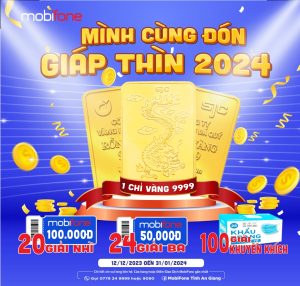 mobifone
MÌNH CÙNG ĐÓN
GIÁP THÌN 2024
SJC
1 CHỈ VÀNG 9999
mobifone
100.000Đ
20 GIẢI NHÌ
mobifone
50,000Đ
24 GIẢI BA
KHẨU
100 GIẢI
KHUYẾN KHÍCH
12/12/2023 ĐẾN 31/01/2024
MobiFone Tỉnh An Giang